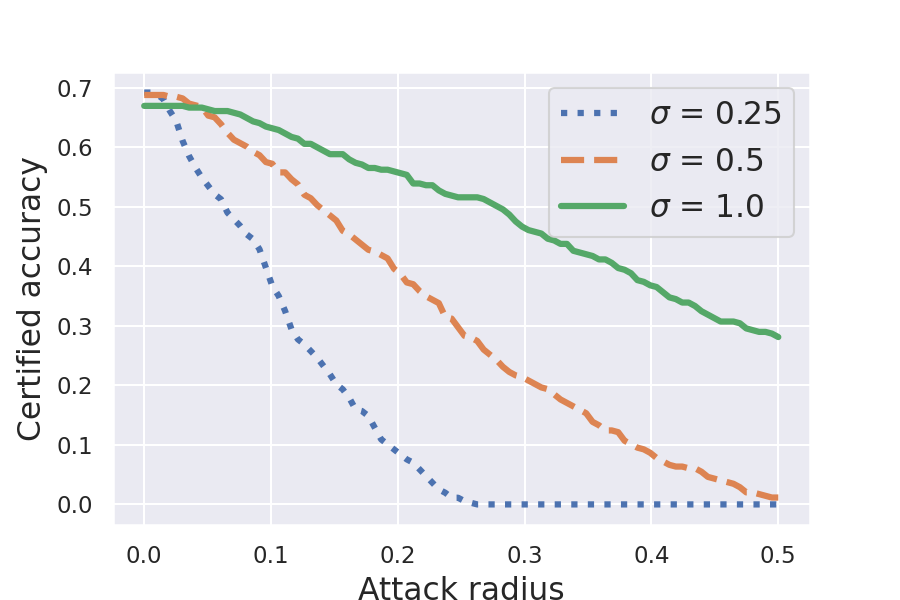 0.7
0.6
0.5
0.4
0.3
0.2
0.1
0.0
Certified accuracy
σ = 0.25
σ = 0.5
σ = 1.0
0.0 0.1 0.2 0.3 0.4 0.5
Attack radius